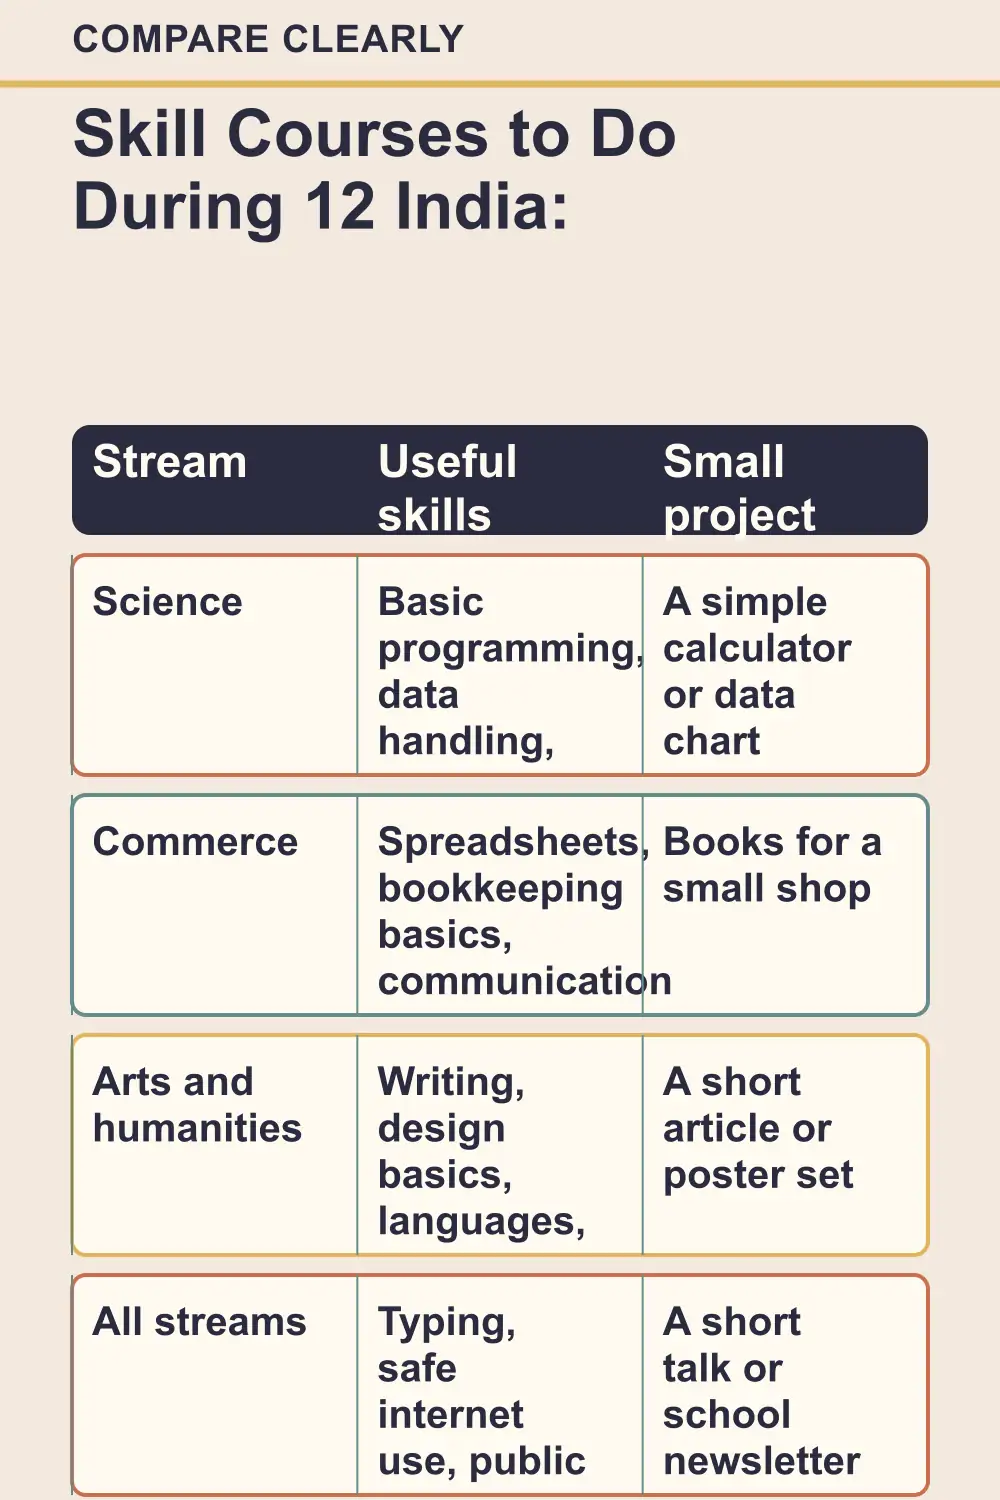 COMPARE CLEARLY
Skill Courses to Do
During 12 India:
Stream
Useful
skills
Small
project
Science
Basic
programming,
data
handling,
A simple
calculator
or data
chart
Commerce
Spreadsheets,
bookkeeping
basics,
communication
Books for a
small shop
Arts and
humanities
Writing,
design
basics,
languages,
A short
article or
poster set
All streams
Typing,
safe
internet
use, public
A short
talk or
school
newsletter